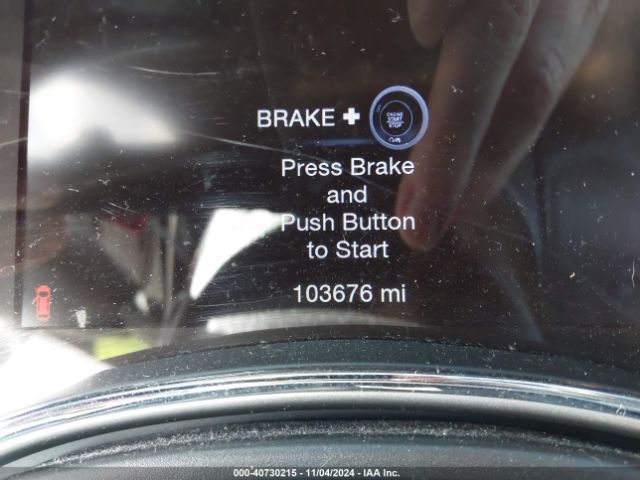 BRAKE + ENGINE START STOP
Press Brake
and
Push Button
to Start
103676 mi
000-40730215 - 11/04/2024 - IAA Inc.